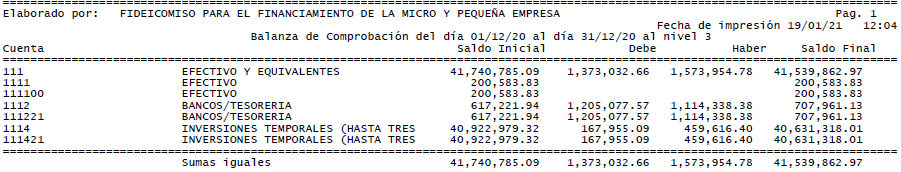 Elaborado por: FIDEICOMISO PARA EL FINANCIAMIENTO DE LA MICRO Y PEQUEÑA EMPRESA Pag. 1
Fecha de impresión 19/01/21 12:04
Balanza de Comprobación del día 01/12/20 al día 31/12/20 al nivel 3
Cuenta Saldo Inicial Debe Haber Saldo Final
111 EFECTIVO Y EQUIVALENTES 41,740,785.09 1,373,032.66 1,573,954.78 41,539,862.97
1111 EFECTIVO 200,583.83 200,583.83
111100 EFECTIVO 200,583.83 200,583.83
1112 BANCOS/TESORERIA 617,221.94 1,205,077.57 1,114,338.38 707,961.13
111221 BANCOS/TESORERIA 617,221.94 1,205,077.57 1,114,338.38 707,961.13
1114 INVERSIONES TEMPORALES (HASTA TRES 40,922,979.32 167,955.09 459,616.40 40,631,318.01
111421 INVERSIONES TEMPORALES (HASTA TRES 40,922,979.32 167,955.09 459,616.40 40,631,318.01
Sumas iguales 41,740,785.09 1,373,032.66 1,573,954.78 41,539,862.97